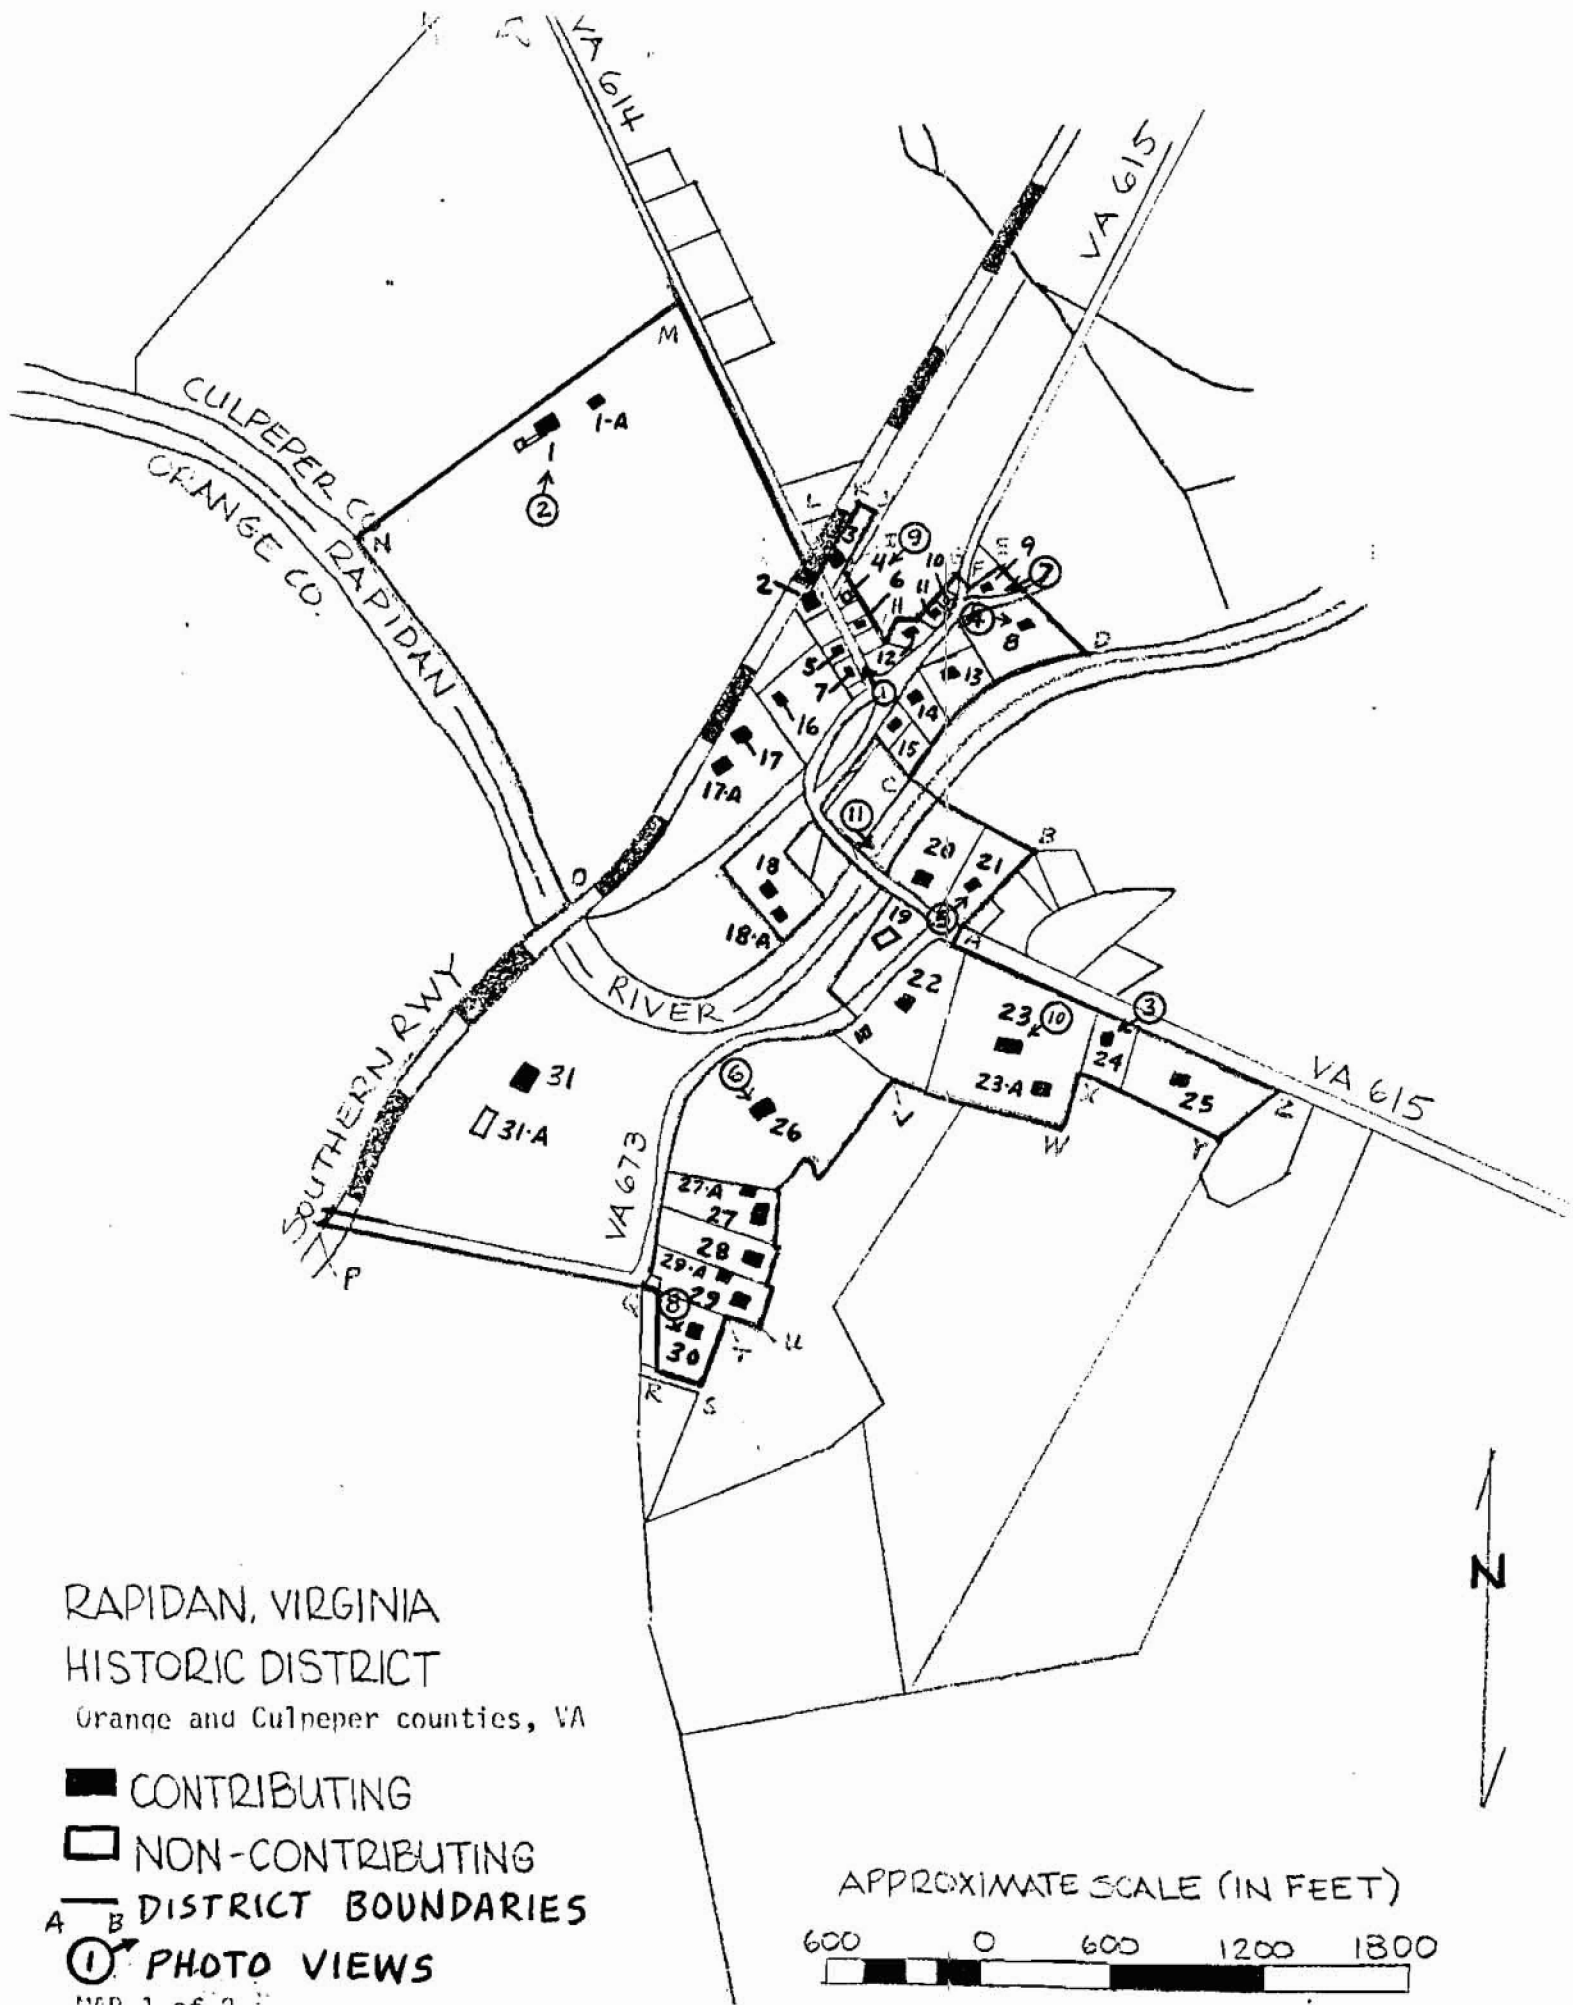 VA 614
VA 615
M
1-A
1
2
CULPEPER CO.
ORANGE CO.
N
RAPIDAN
L
K
J
3
I
9
4
2
6
10
11
11
F
E
9
7
4
8
D
12
5
7
1
13
14
15
16
17
17-A
C
11
B
20
21
18
18-A
19
5
A
O
RIVER
SOUTHERN RWY
22
23
10
3
24
23-A
25
VA 615
X
Z
V
W
Y
31
31-A
6
26
VA 673
27-A
27
28
29-A
29
8
30
P
Q
T
U
R
S
N
RAPIDAN, VIRGINIA
HISTORIC DISTRICT
Orange and Culpeper counties, VA
CONTRIBUTING
NON-CONTRIBUTING
A B DISTRICT BOUNDARIES
1 PHOTO VIEWS
APPROXIMATE SCALE (IN FEET)
600 0 600 1200 1800